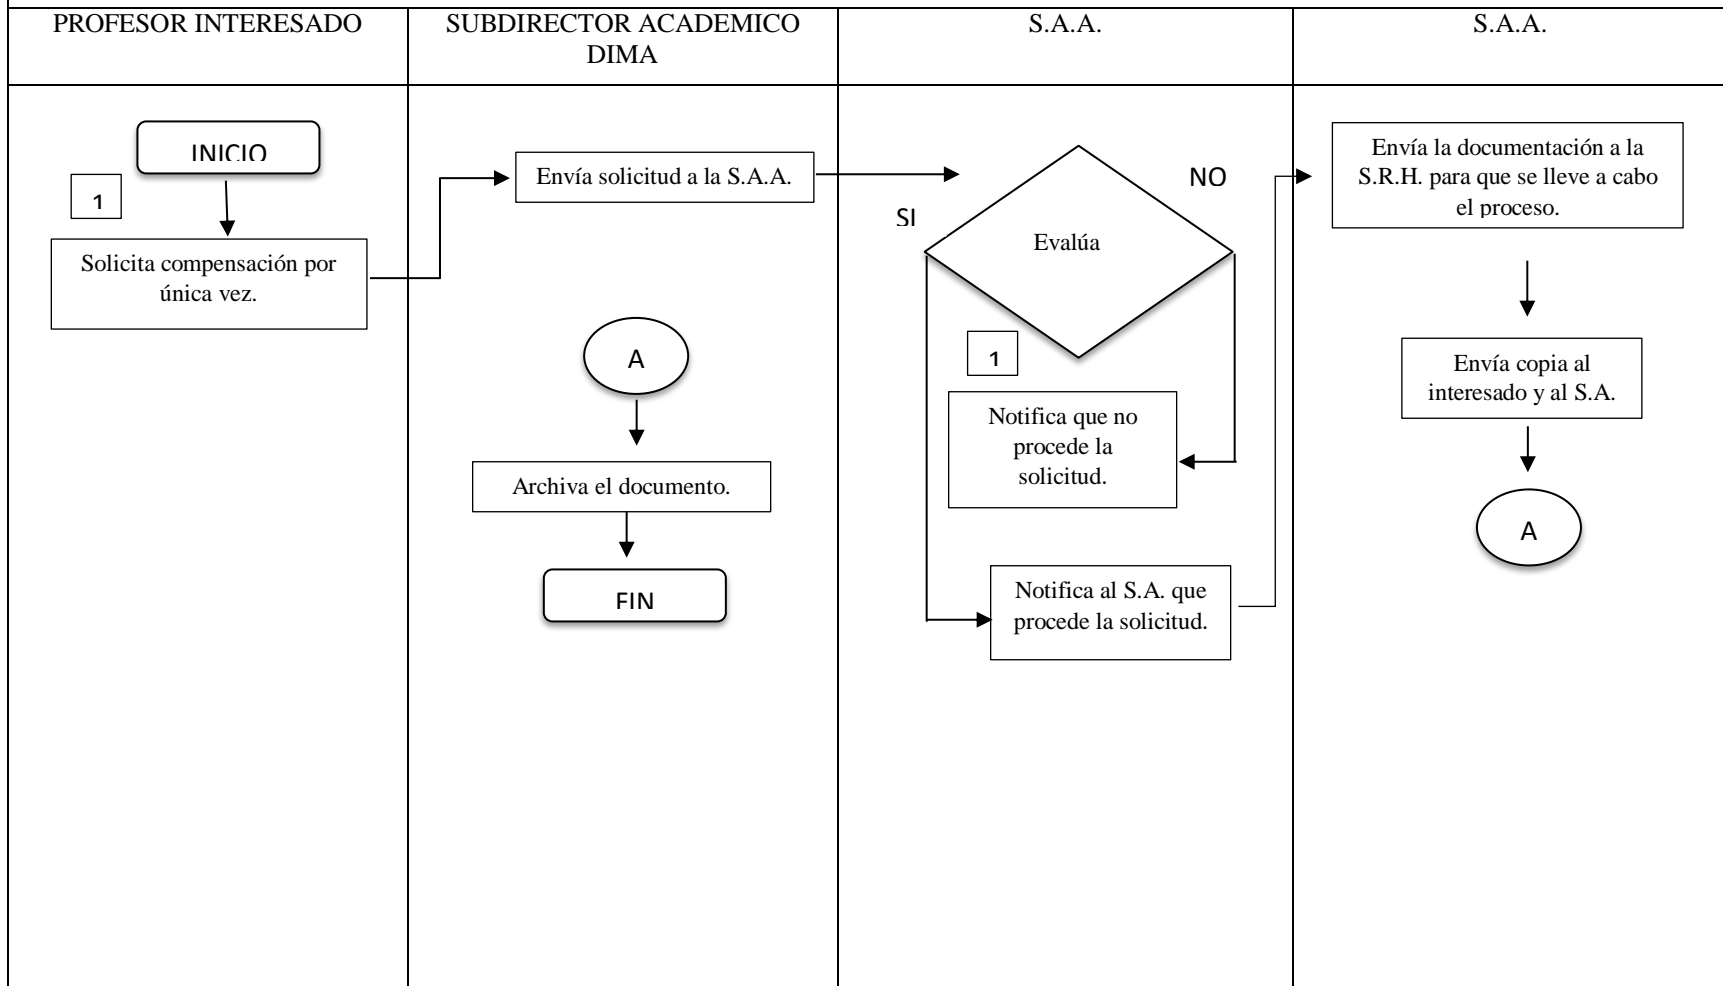 PROFESOR INTERESADO
SUBDIRECTOR ACADEMICO
DIMA
S.A.A.
S.A.A.
INICIO
1
Solicita compensación por
única vez.
Envía solicitud a la S.A.A.
A
Archiva el documento.
FIN
SI
NO
Evalúa
1
Notifica que no
procede la
solicitud.
Notifica al S.A. que
procede la solicitud.
Envía la documentación a la
S.R.H. para que se lleve a cabo
el proceso.
Envía copia al
interesado y al S.A.
A